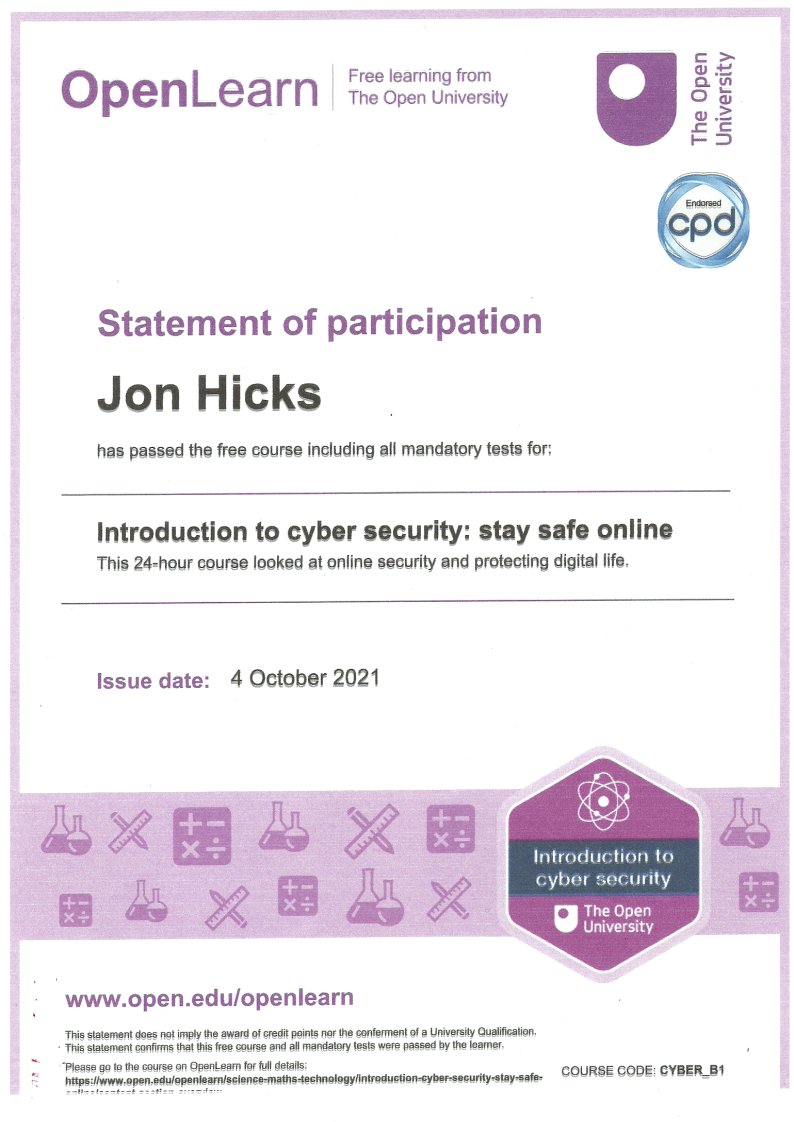 OpenLearn
Free learning from
The Open University
The Open
University
Endorsed
cpd
Statement of participation
Jon Hicks
has passed the free course including all mandatory tests for:
Introduction to cyber security: stay safe online
This 24-hour course looked at online security and protecting digital life.
Issue date: 4 October 2021
Introduction to
cyber security
The Open
University
www.open.edu/openlearn
This statement does not imply the award of credit points nor the conferment of a University Qualification.
This statement confirms that this free course and all mandatory tests were passed by the learner.
Please go to the course on OpenLearn for full details:
https://www.open.edu/openlearn/science-maths-technology/introduction-cyber-security-stay-safe-
COURSE CODE: CYBER_B1